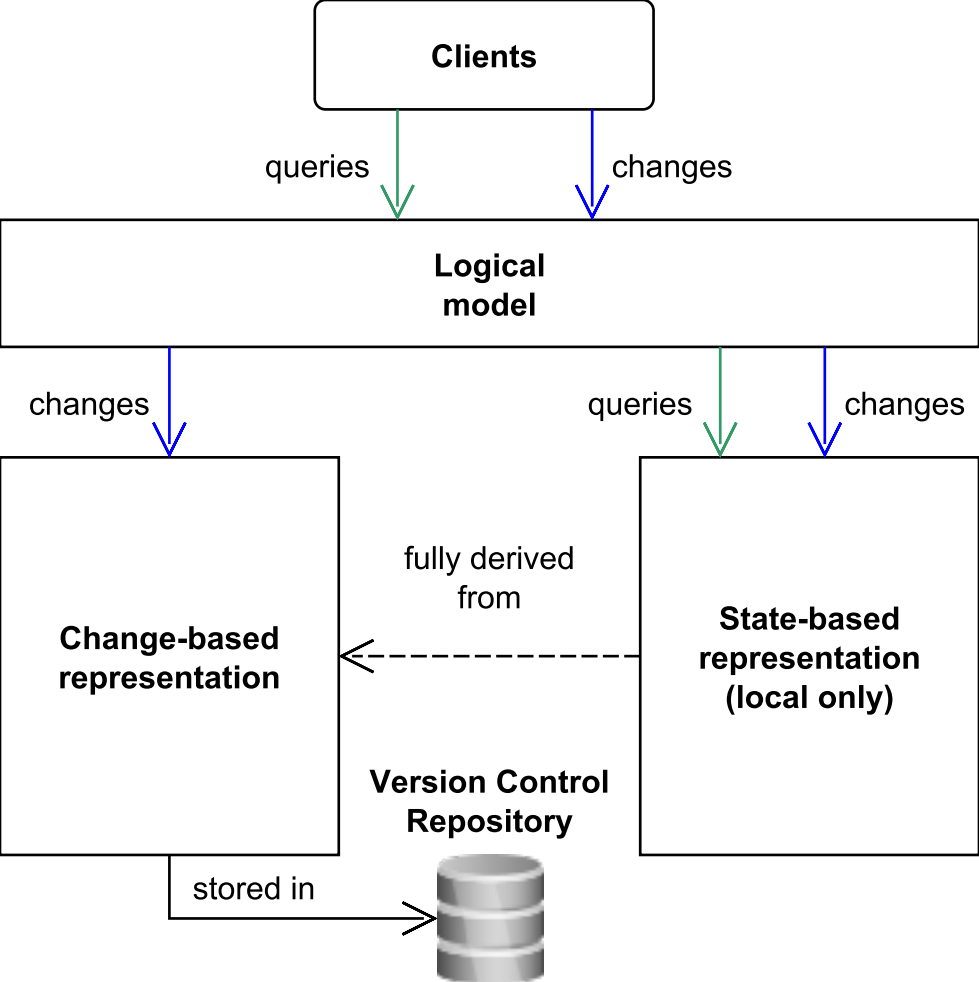 Clients
queries
changes
Logical
model
changes
queries
changes
fully derived
from
Change-based
representation
State-based
representation
(local only)
Version Control
Repository
stored in